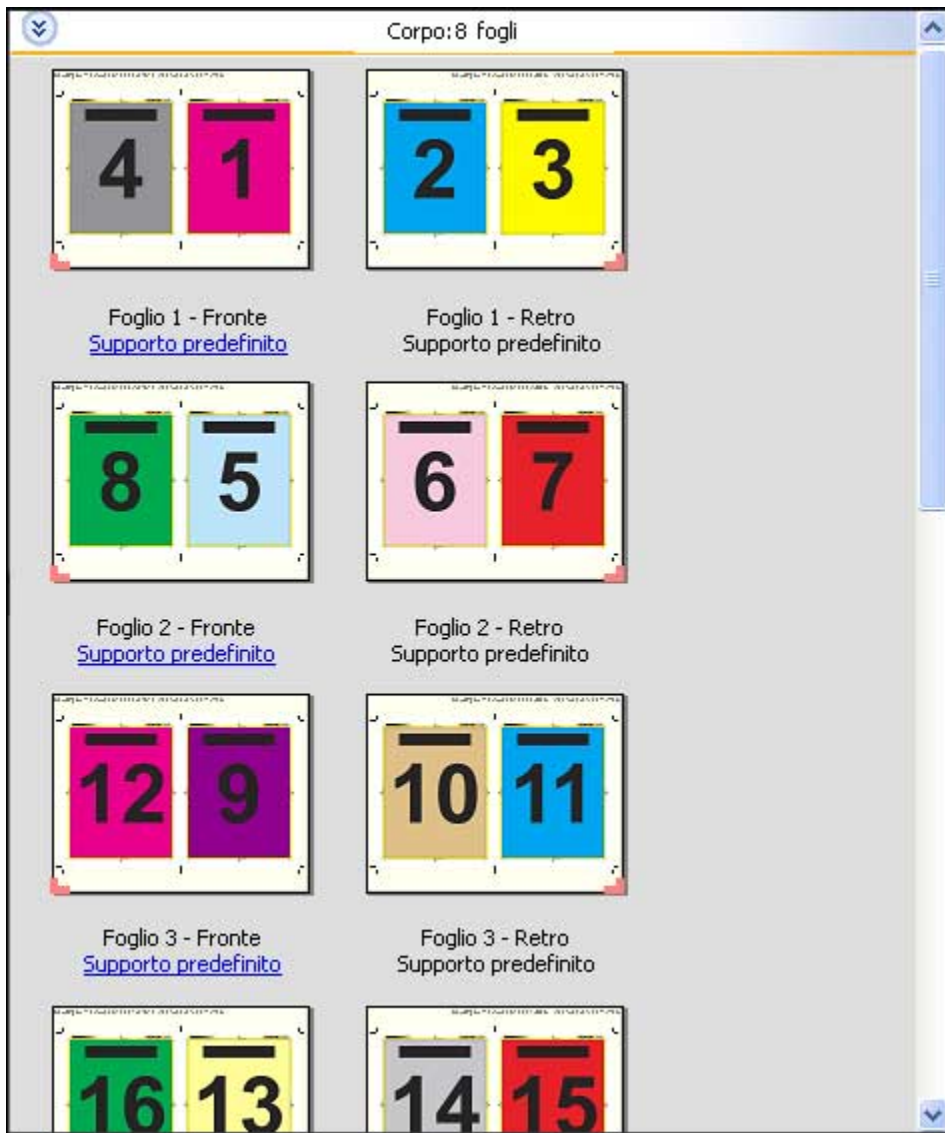 Corpo:8 fogli
4 1 2 3
Foglio 1 - Fronte Foglio 1 - Retro
Supporto predefinito Supporto predefinito
8 5 6 7
Foglio 2 - Fronte Foglio 2 - Retro
Supporto predefinito Supporto predefinito
12 9 10 11
Foglio 3 - Fronte Foglio 3 - Retro
Supporto predefinito Supporto predefinito
16 13 14 15